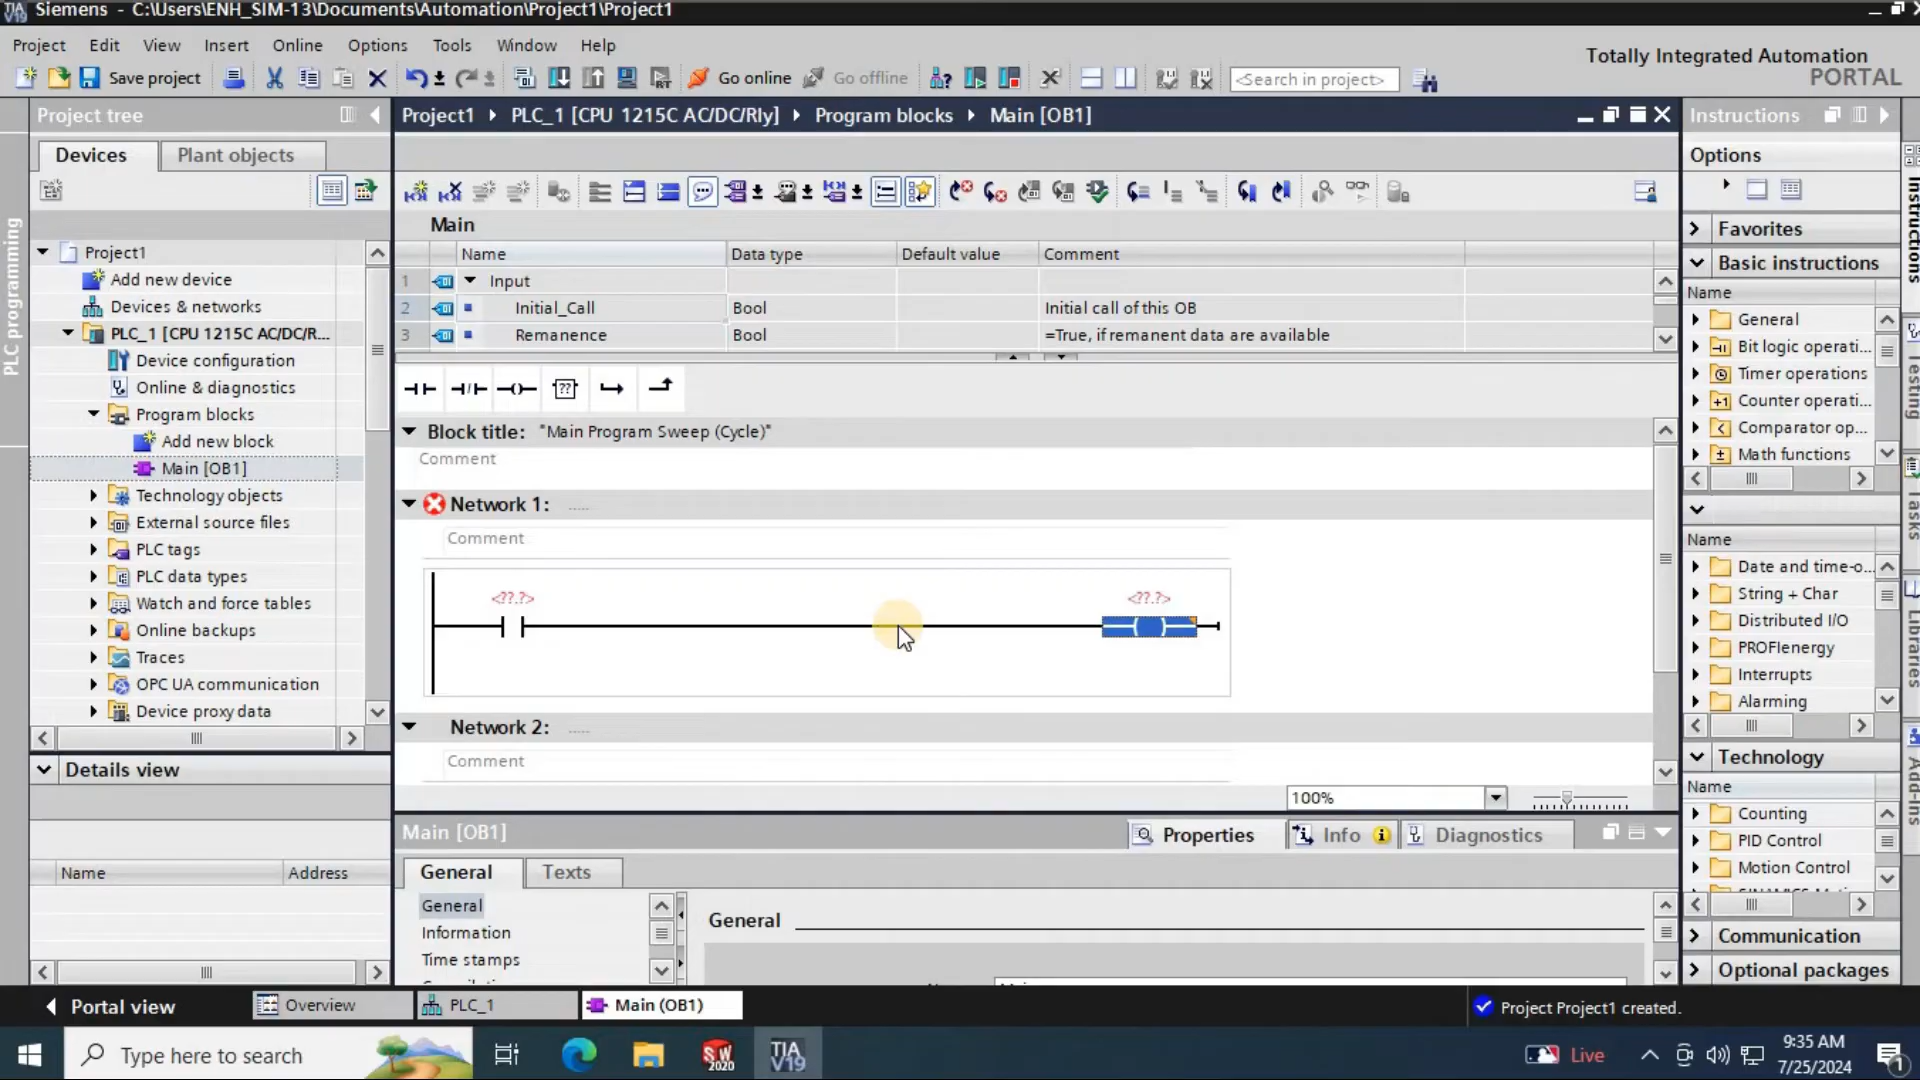 TIA V19 Siemens - C:\Users\ENH_SIM-13\Documents\Automation\Project1\Project1
Project Edit View Insert Online Options Tools Window Help
Totally Integrated Automation
PORTAL
Save project
Go online
Go offline
<Search in project>
Project tree
Project1 PLC_1 [CPU 1215C AC/DC/Rly] Program blocks Main [OB1]
Instructions
Devices
Plant objects
Options
PLC programming
Project1
Add new device
Devices & networks
PLC_1 [CPU 1215C AC/DC/R...
Device configuration
Online & diagnostics
Program blocks
Add new block
Main [OB1]
Technology objects
External source files
PLC tags
PLC data types
Watch and force tables
Online backups
Traces
OPC UA communication
Device proxy data
Details view
Name Address
Main
Name Data type Default value Comment
1 Input
2 Initial_Call Bool Initial call of this OB
3 Remanence Bool =True, if remanent data are available
??
Block title: "Main Program Sweep (Cycle)"
Comment
Network 1: .....
Comment
<??.?> <??.?>
Network 2: .....
Comment
100%
Main [OB1]
Properties
Info
Diagnostics
General
Texts
General
Information
Time stamps
General
Favorites
Basic instructions
Name
General
Bit logic operati...
Timer operations
Counter operati...
Comparator op...
Math functions
Name
Date and time-o...
String + Char
Distributed I/O
PROFIenergy
Interrupts
Alarming
Technology
Name
Counting
PID Control
Motion Control
Communication
Optional packages
Instructions
Testing
Tasks
Libraries
Add-ins
Portal view
Overview
PLC_1
Main (OB1)
Project Project1 created.
Type here to search
SW 2020
TIA V19
Live
9:35 AM
7/25/2024
1